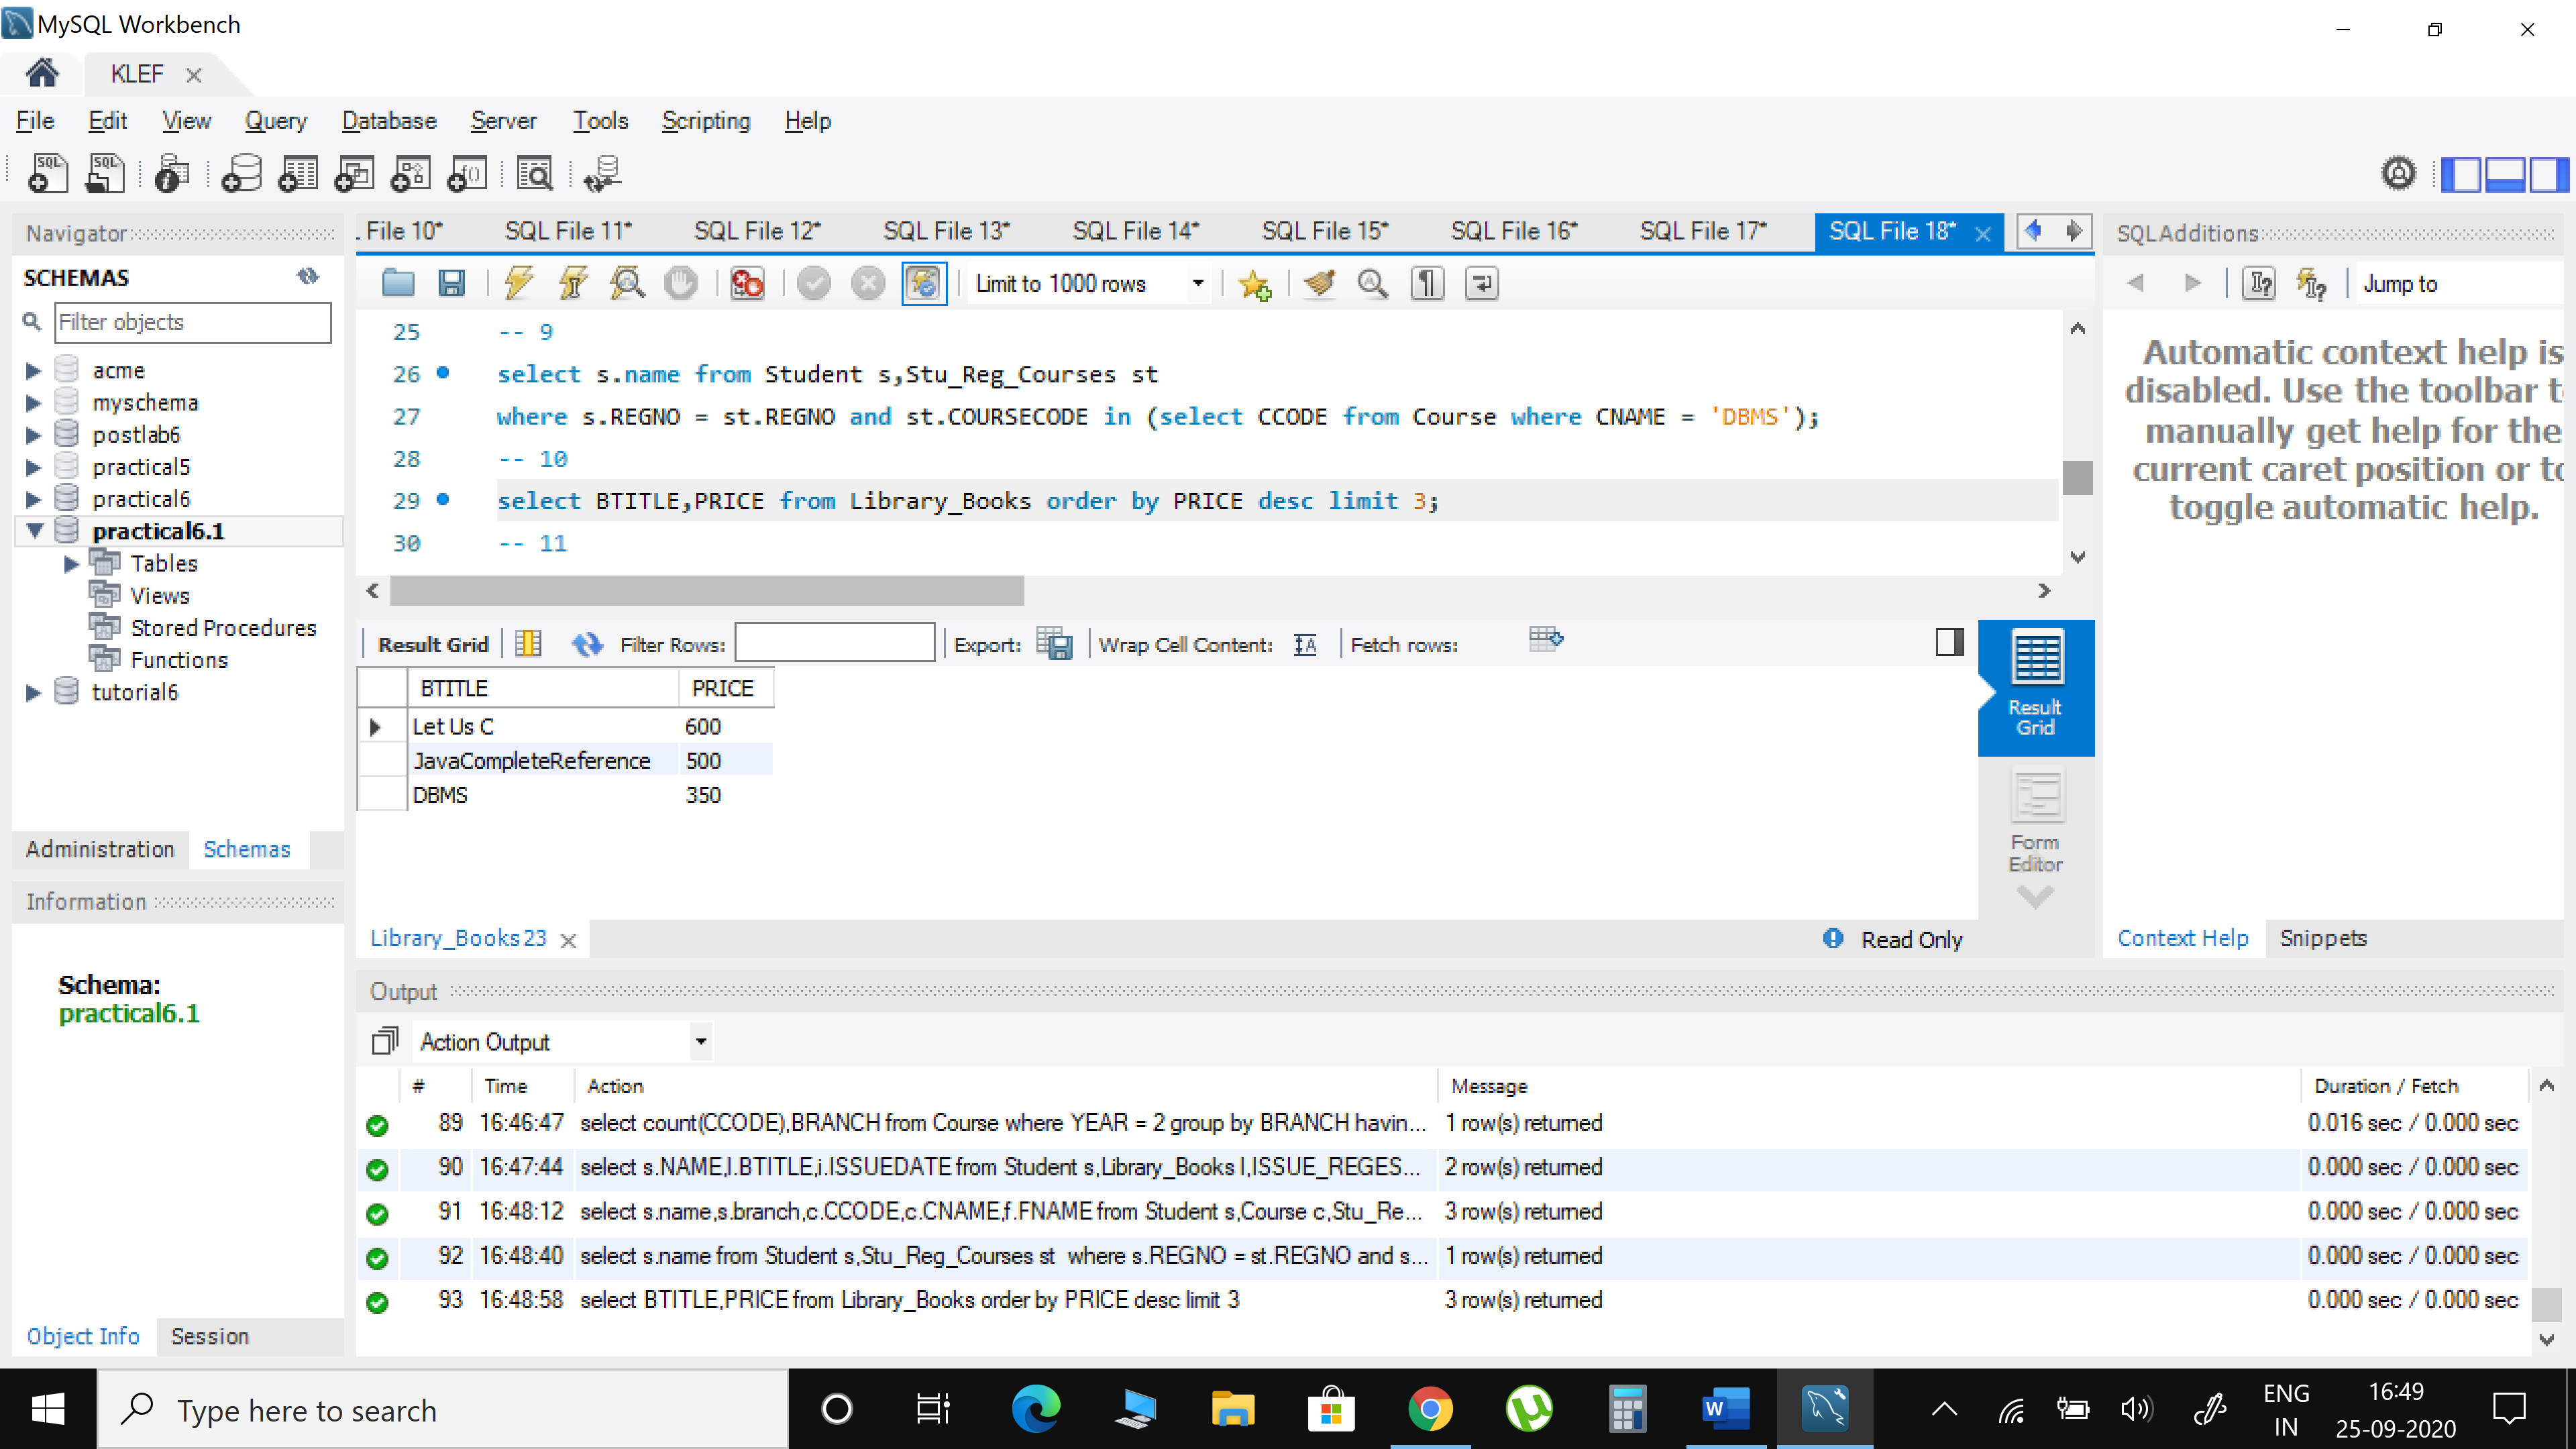 MySQL Workbench
KLEF
File Edit View Query Database Server Tools Scripting Help
Navigator
SCHEMAS
Filter objects
acme
myschema
postlab6
practical5
practical6
practical6.1
Tables
Views
Stored Procedures
Functions
tutorial6
Administration Schemas
Information
Schema:
practical6.1
Object Info Session
File 10* SQL File 11* SQL File 12* SQL File 13* SQL File 14* SQL File 15* SQL File 16* SQL File 17* SQL File 18*
Limit to 1000 rows
25 -- 9
26 select s.name from Student s,Stu_Reg_Courses st
27 where s.REGNO = st.REGNO and st.COURSECODE in (select CCODE from Course where CNAME = 'DBMS');
28 -- 10
29 select BTITLE,PRICE from Library_Books order by PRICE desc limit 3;
30 -- 11
Result Grid Filter Rows: Export: Wrap Cell Content: Fetch rows:
BTITLE PRICE
Let Us C 600
JavaCompleteReference 500
DBMS 350
Result
Grid
Form
Editor
Library_Books 23
Read Only
SQLAdditions
Jump to
Automatic context help is
disabled. Use the toolbar t
manually get help for the
current caret position or to
toggle automatic help.
Context Help Snippets
Output
Action Output
# Time Action Message Duration / Fetch
89 16:46:47 select count(CCODE),BRANCH from Course where YEAR = 2 group by BRANCH havin... 1 row(s) returned 0.016 sec / 0.000 sec
90 16:47:44 select s.NAME,l.BTITLE,i.ISSUEDATE from Student s,Library_Books l,ISSUE_REGES... 2 row(s) returned 0.000 sec / 0.000 sec
91 16:48:12 select s.name,s.branch,c.CCODE,c.CNAME,f.FNAME from Student s,Course c,Stu_Re... 3 row(s) returned 0.000 sec / 0.000 sec
92 16:48:40 select s.name from Student s,Stu_Reg_Courses st  where s.REGNO = st.REGNO and s... 1 row(s) returned 0.000 sec / 0.000 sec
93 16:48:58 select BTITLE,PRICE from Library_Books order by PRICE desc limit 3 3 row(s) returned 0.000 sec / 0.000 sec
Type here to search
ENG
IN
16:49
25-09-2020